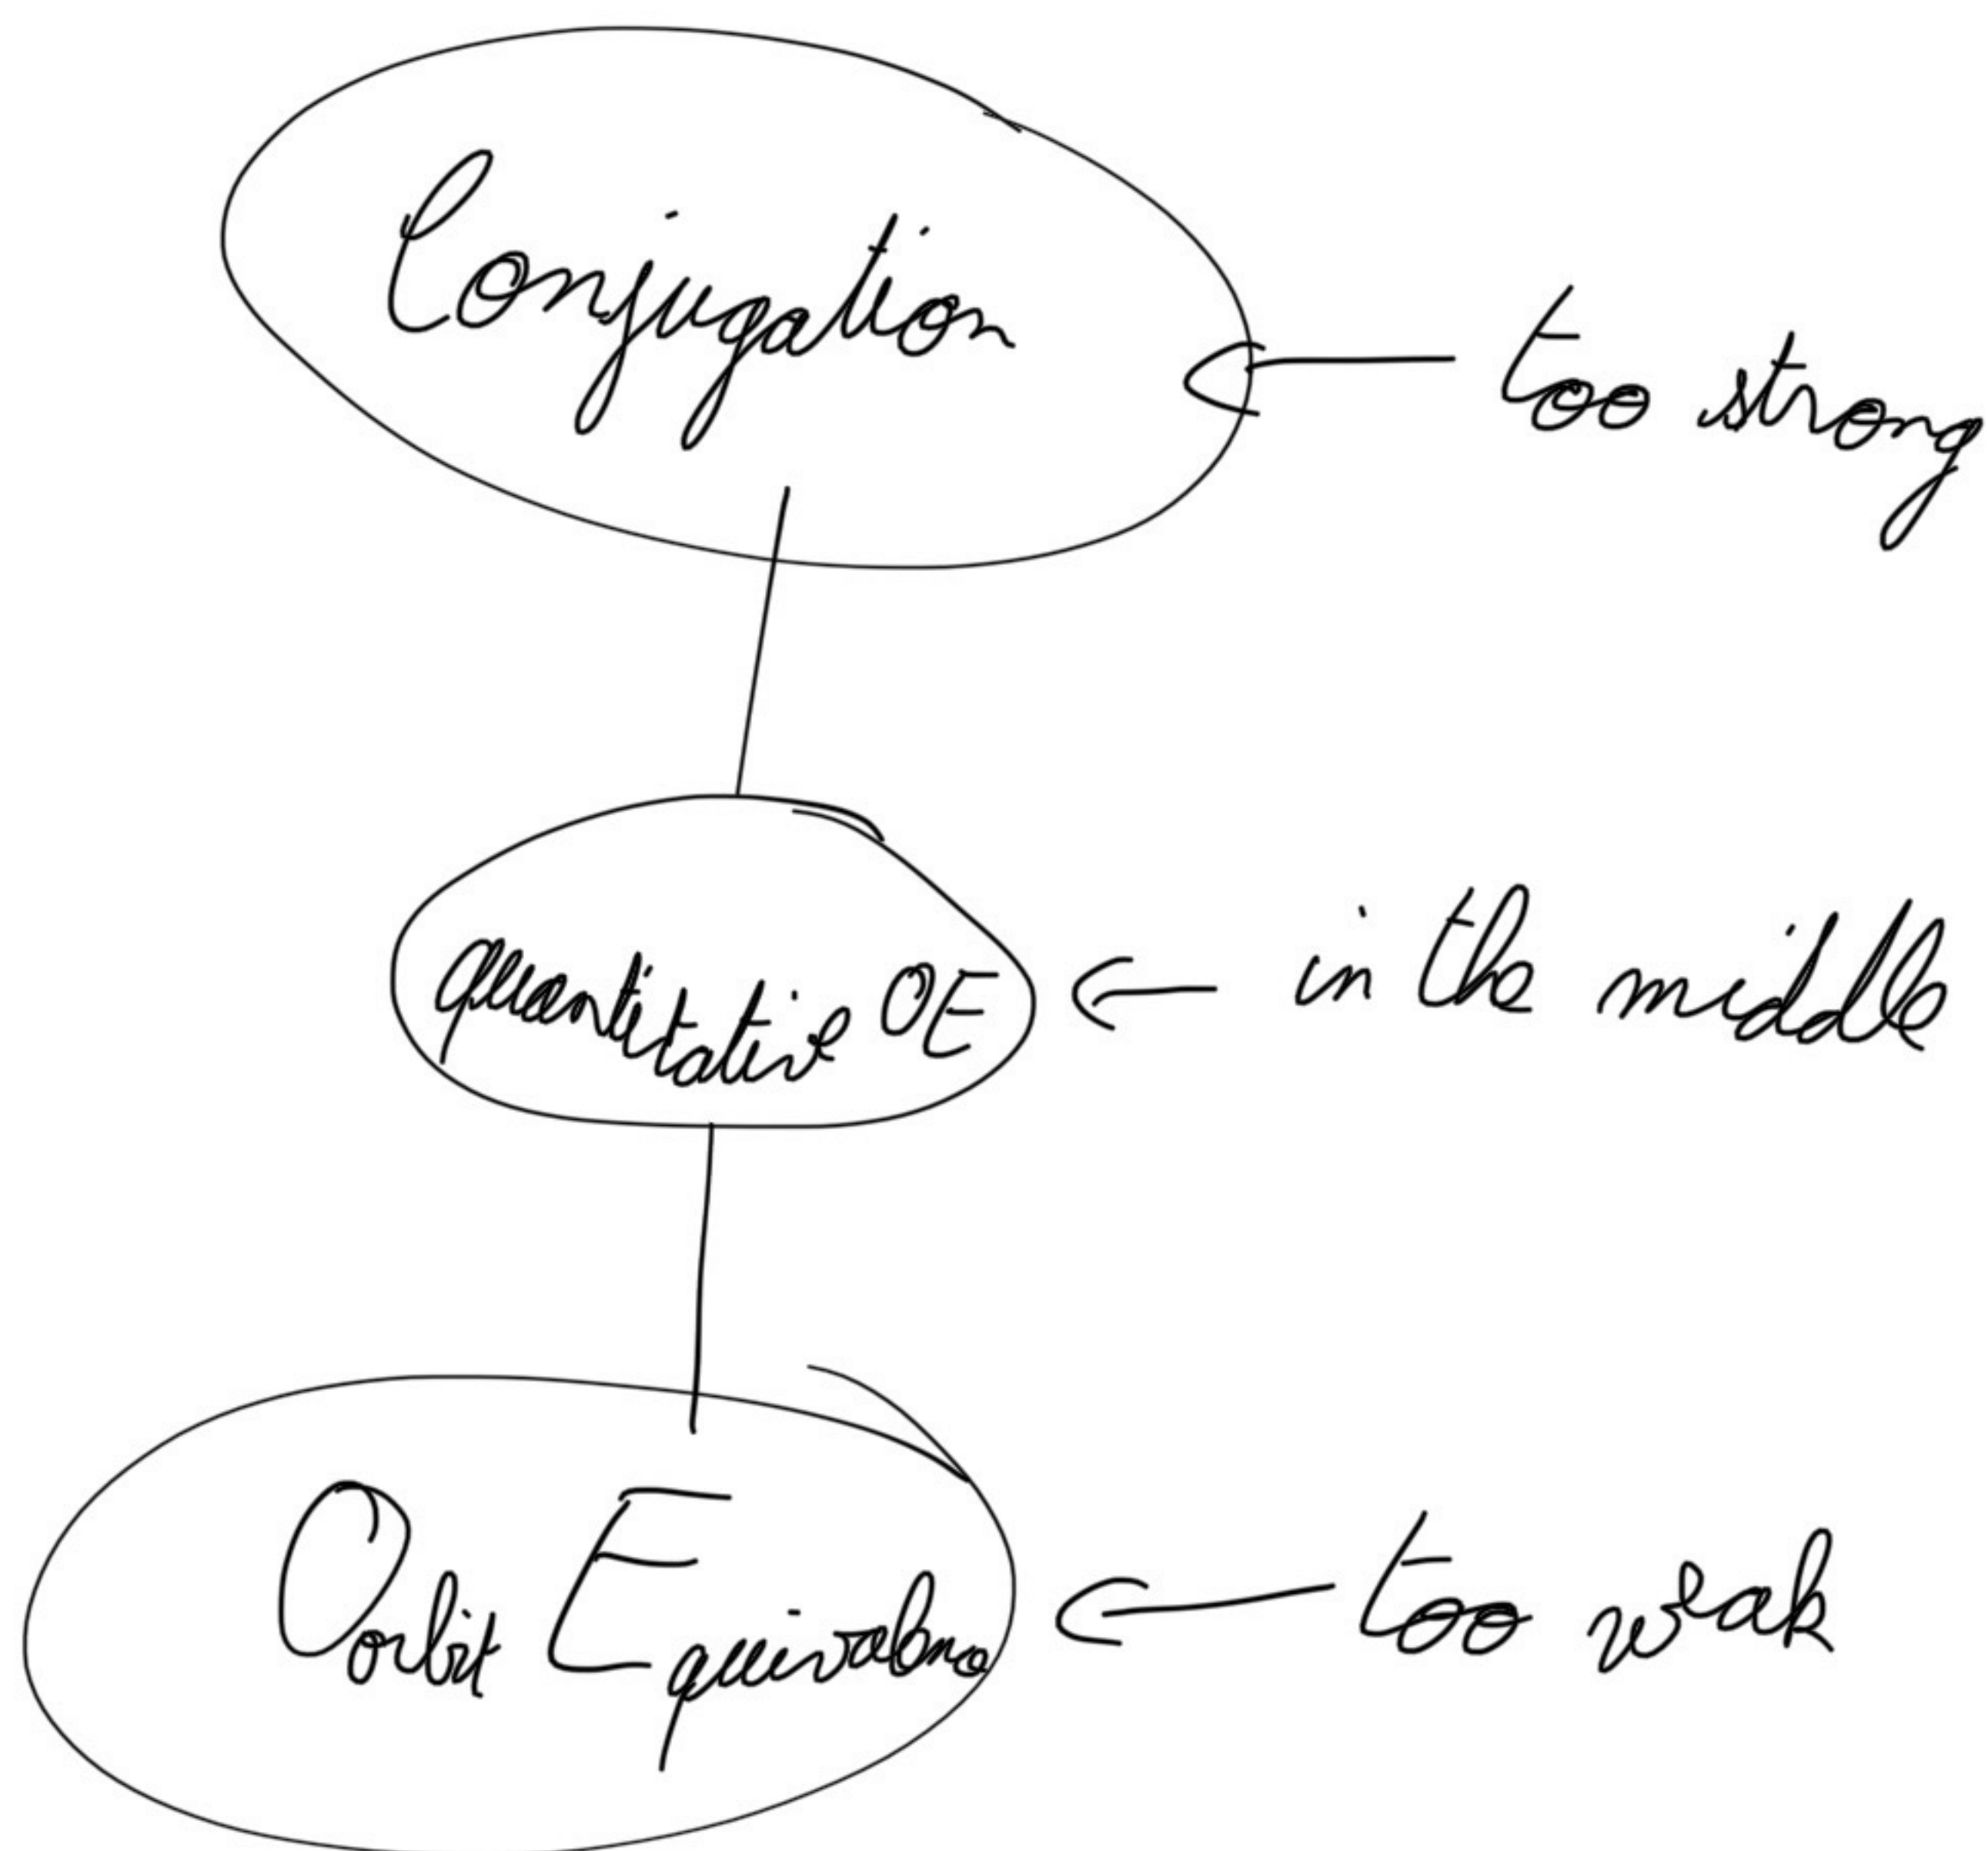 Conjugation
too strong
quantitative OE
in the middle
Orbit Equivalence
too weak